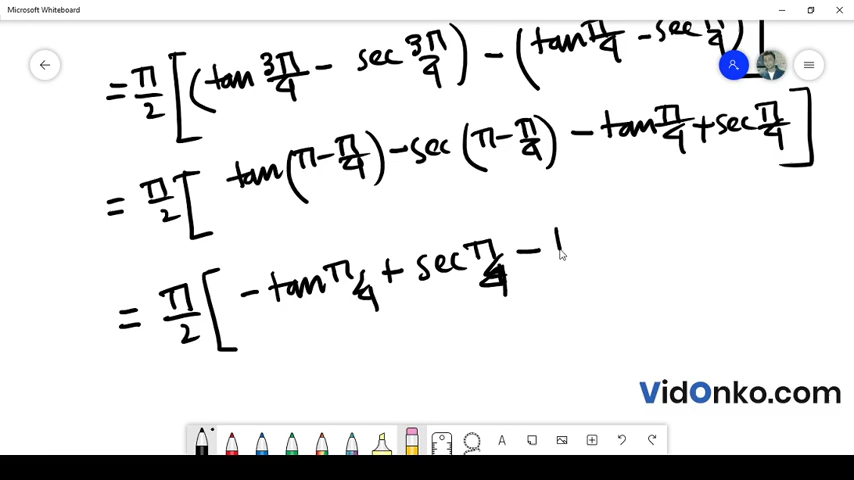 Microsoft Whiteboard
= π/2 [ (tan 3π/4 - sec 3π/4) - (tan π/4 - sec π/4) ]
= π/2 [ tan (π - π/4) - sec (π - π/4) - tan π/4 + sec π/4 ]
= π/2 [ - tan π/4 + sec π/4 - 1
VidOnko.com